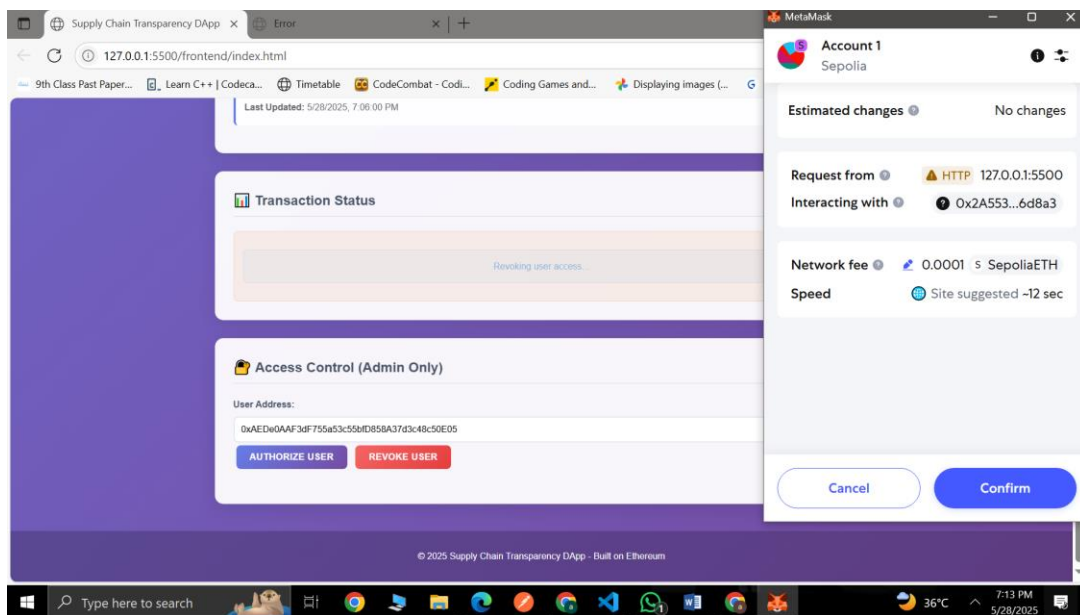 Supply Chain Transparency DApp
Error
MetaMask
127.0.0.1:5500/frontend/index.html
9th Class Past Paper...
Learn C++ | Codeca...
Timetable
CodeCombat - Codi...
Coding Games and...
Displaying images (...
Account 1
Sepolia
Last Updated: 5/28/2025, 7:06:00 PM
Transaction Status
Revoking user access...
Access Control (Admin Only)
User Address:
0xAEDe0AAF3dF755a53c55bfD858A37d3c48c50E05
AUTHORIZE USER
REVOKE USER
© 2025 Supply Chain Transparency DApp - Built on Ethereum
Estimated changes No changes
Request from HTTP 127.0.0.1:5500
Interacting with 0x2A553...6d8a3
Network fee 0.0001 S SepoliaETH
Speed Site suggested ~12 sec
Cancel
Confirm
Type here to search
36°C
7:13 PM
5/28/2025